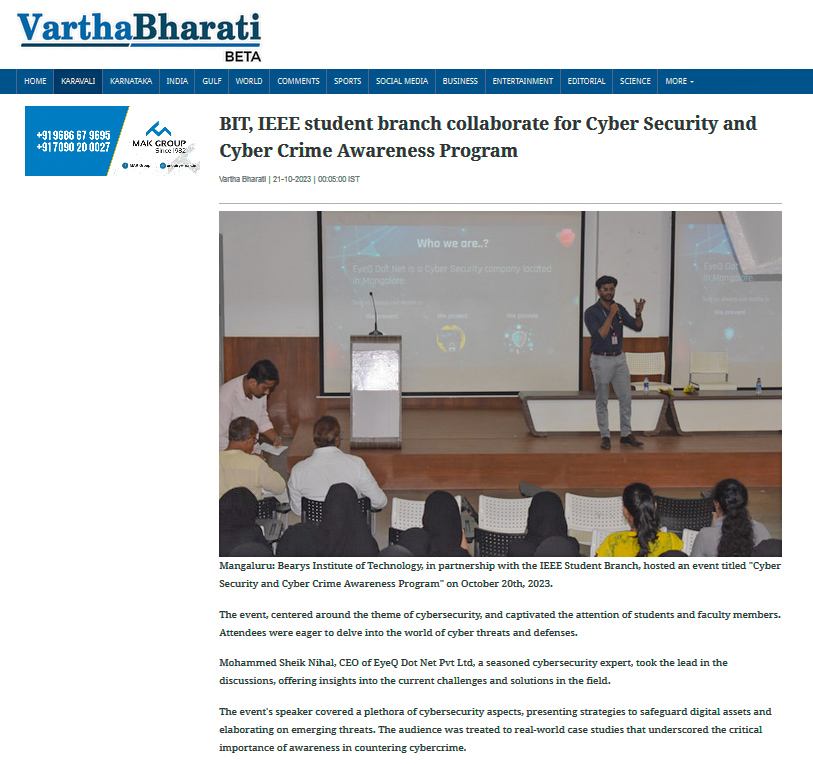 VarthaBharati
BETA
HOME KARAVALI KARNATAKA INDIA GULF WORLD COMMENTS SPORTS SOCIAL MEDIA BUSINESS ENTERTAINMENT EDITORIAL SCIENCE MORE
+91 9686 67 9695
+91 7090 20 0027
MAK GROUP
Since 1982
BIT, IEEE student branch collaborate for Cyber Security and
Cyber Crime Awareness Program
Vartha Bharati | 21-10-2023 | 00:05:00 IST
Who we are..?
EyeQ Dot Net is a Cyber Security company located
in Mangalore
EyeQ Dot
in Mangalore
Mangaluru: Bearys Institute of Technology, in partnership with the IEEE Student Branch, hosted an event titled "Cyber
Security and Cyber Crime Awareness Program" on October 20th, 2023.
The event, centered around the theme of cybersecurity, and captivated the attention of students and faculty members.
Attendees were eager to delve into the world of cyber threats and defenses.
Mohammed Sheik Nihal, CEO of EyeQ Dot Net Pvt Ltd, a seasoned cybersecurity expert, took the lead in the
discussions, offering insights into the current challenges and solutions in the field.
The event's speaker covered a plethora of cybersecurity aspects, presenting strategies to safeguard digital assets and
elaborating on emerging threats. The audience was treated to real-world case studies that underscored the critical
importance of awareness in countering cybercrime.